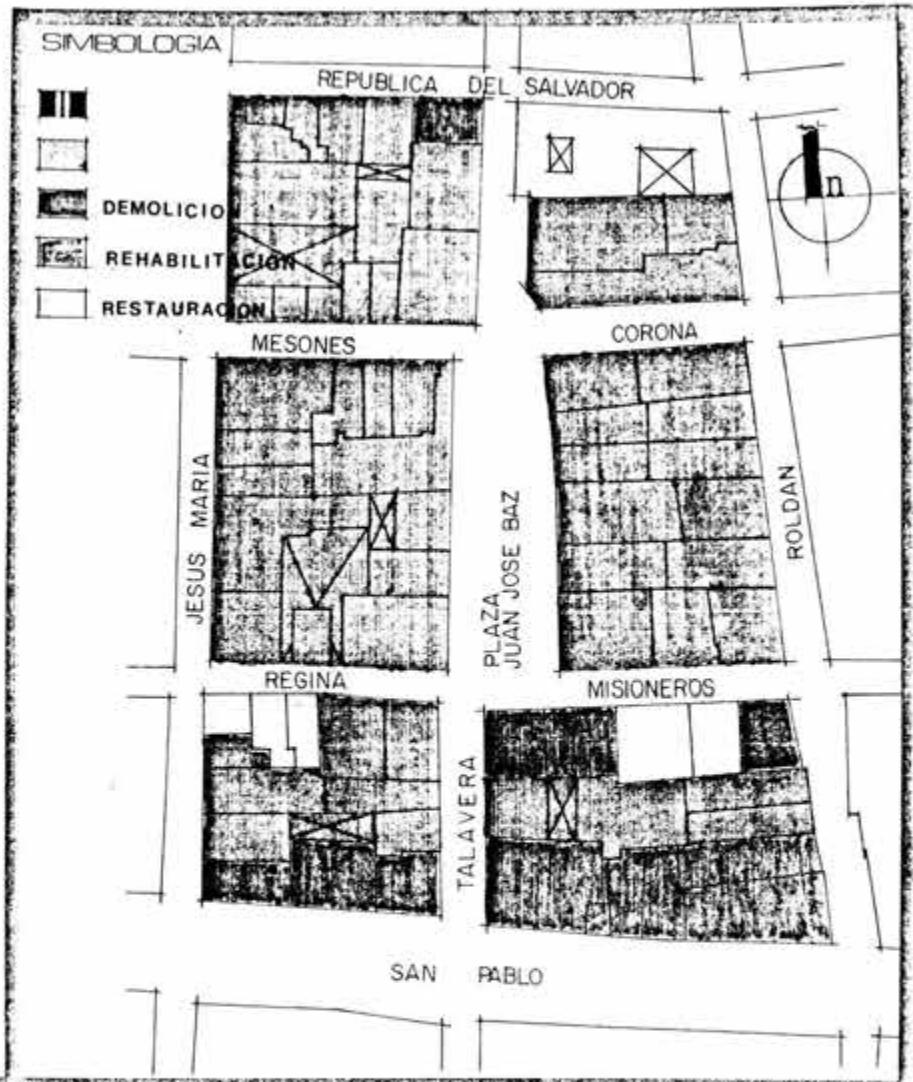 SIMBOLOGIA
DEMOLICION
REHABILITACION
RESTAURACION
REPUBLICA DEL SALVADOR
n
MESONES
CORONA
JESUS MARIA
PLAZA
JUAN JOSE BAZ
ROLDAN
REGINA
MISIONEROS
TALAVERA
SAN PABLO